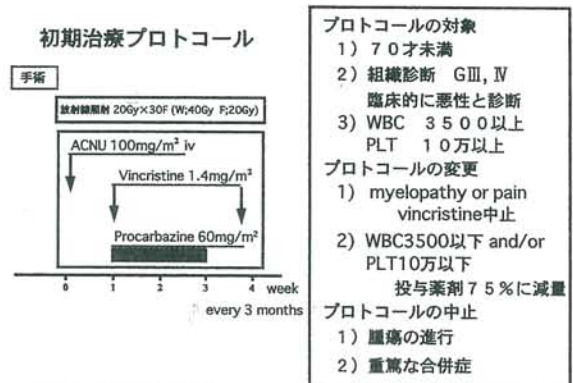 初期治療プロトコール
手術
放射線照射 20Gy×30F (W;40Gy F;20Gy)
ACNU 100mg/m² iv
Vincristine 1.4mg/m²
Procarbazine 60mg/m²
0 1 2 3 4 week
every 3 months
プロトコールの対象
1）７０才未満
2）組織診断 GⅢ, Ⅳ
臨床的に悪性と診断
3）WBC ３５００以上
PLT １０万以上
プロトコールの変更
1）myelopathy or pain
vincristine中止
2）WBC3500以下 and/or
PLT10万以下
投与薬剤７５％に減量
プロトコールの中止
1）腫瘍の進行
2）重篤な合併症